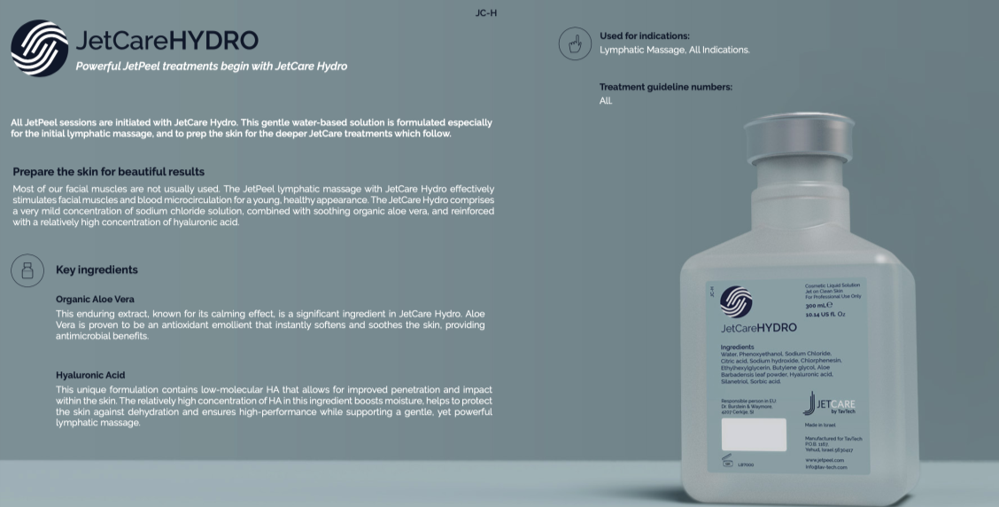 JC-H
JetCareHYDRO
Powerful JetPeel treatments begin with JetCare Hydro
All JetPeel sessions are initiated with JetCare Hydro. This gentle water-based solution is formulated especially
for the initial lymphatic massage, and to prep the skin for the deeper JetCare treatments which follow.
Prepare the skin for beautiful results
Most of our facial muscles are not usually used. The JetPeel lymphatic massage with JetCare Hydro effectively
stimulates facial muscles and blood microcirculation for a young, healthy appearance. The JetCare Hydro comprises
a very mild concentration of sodium chloride solution, combined with soothing organic aloe vera, and reinforced
with a relatively high concentration of hyaluronic acid.
Key ingredients
Organic Aloe Vera
This enduring extract, known for its calming effect, is a significant ingredient in JetCare Hydro. Aloe
Vera is proven to be an antioxidant emollient that instantly softens and soothes the skin, providing
antimicrobial benefits.
Hyaluronic Acid
This unique formulation contains low-molecular HA that allows for improved penetration and impact
within the skin. The relatively high concentration of HA in this ingredient boosts moisture, helps to protect
the skin against dehydration and ensures high-performance while supporting a gentle, yet powerful
lymphatic massage.
Used for indications:
Lymphatic Massage, All Indications.
Treatment guideline numbers:
All.
JC-H
Cosmetic Liquid Solution
Jet on Clean Skin
For Professional Use Only
300 mL℮
10.14 US fl. Oz
JetCareHYDRO
Ingredients
Water, Phenoxyethanol, Sodium Chloride,
Citric acid, Sodium hydroxide, Chlorphenesin,
Ethylhexylglycerin, Butylene glycol, Aloe
Barbadensis leaf powder, Hyaluronic acid,
Silanetriol, Sorbic acid.
Responsible person in EU:
Dr. Burstein & Waymore
4207 Cerklje, SI
JETCARE
by TavTech
Made in Israel
Manufactured for TavTech
P.O.B. 1162,
Yehud, Israel 5630417
www.jetpeel.com
info@tav-tech.com